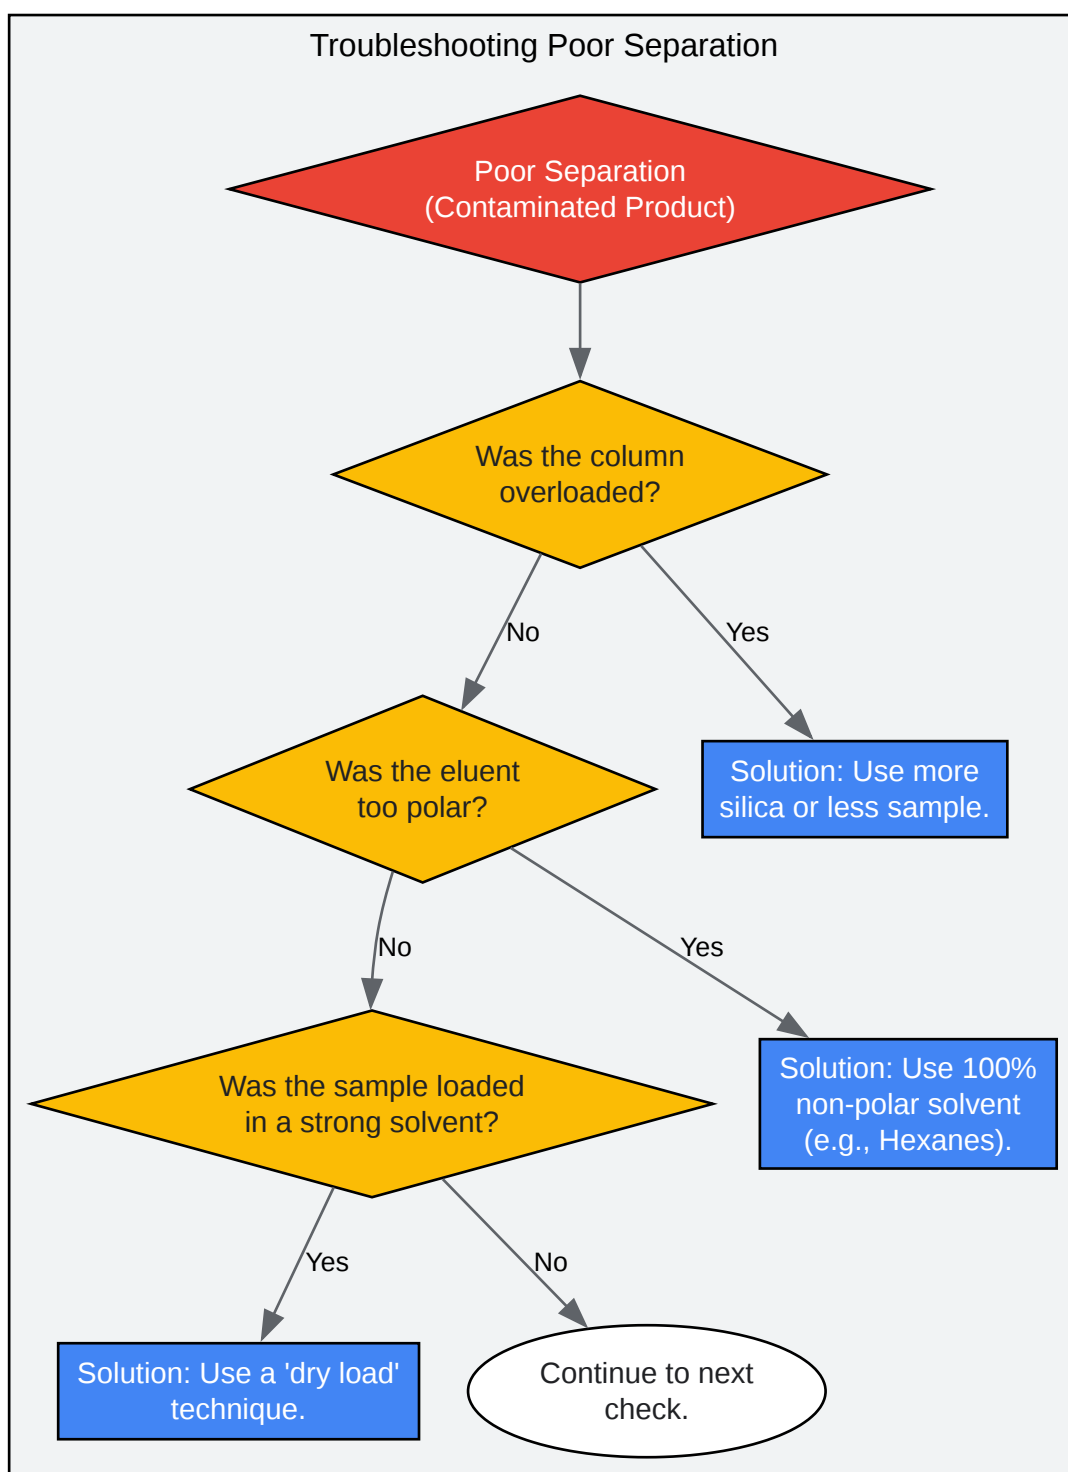 Troubleshooting Poor Separation
Poor Separation
(Contaminated Product)
Was the column
overloaded?
No
Yes
Was the eluent
too polar?
Solution: Use more
silica or less sample.
No
Yes
Was the sample loaded
in a strong solvent?
Solution: Use 100%
non-polar solvent
(e.g., Hexanes).
Yes
No
Solution: Use a 'dry load'
technique.
Continue to next
check.